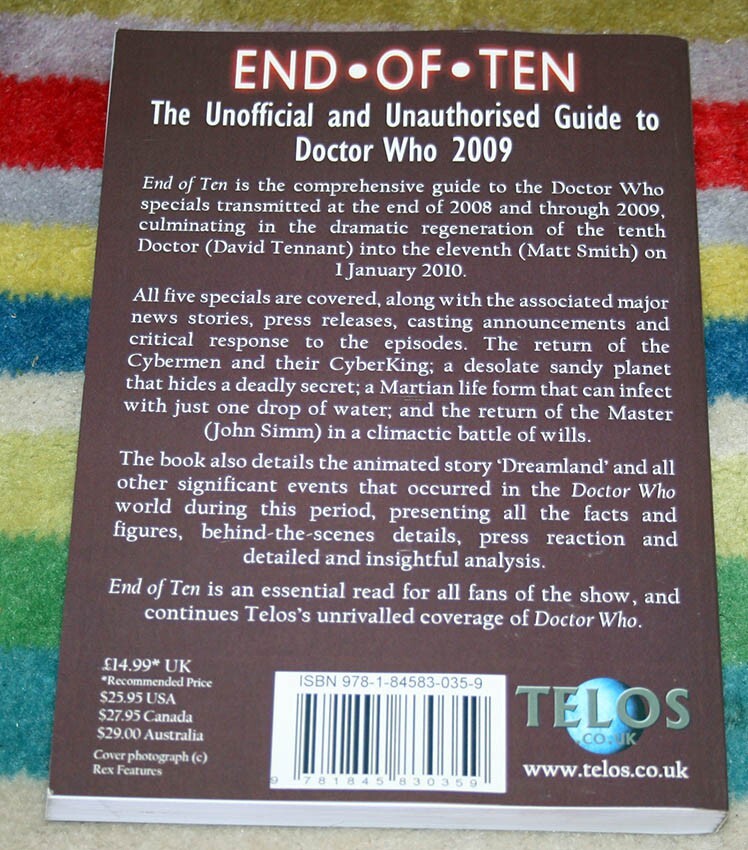 END•OF•TEN
The Unofficial and Unauthorised Guide to
Doctor Who 2009
End of Ten is the comprehensive guide to the Doctor Who
specials transmitted at the end of 2008 and through 2009,
culminating in the dramatic regeneration of the tenth
Doctor (David Tennant) into the eleventh (Matt Smith) on
1 January 2010.
All five specials are covered, along with the associated major
news stories, press releases, casting announcements and
critical response to the episodes. The return of the
Cybermen and their CyberKing; a desolate sandy planet
that hides a deadly secret; a Martian life form that can infect
with just one drop of water; and the return of the Master
(John Simm) in a climactic battle of wills.
The book also details the animated story ‘Dreamland’ and all
other significant events that occurred in the Doctor Who
world during this period, presenting all the facts and
figures, behind-the-scenes details, press reaction and
detailed and insightful analysis.
End of Ten is an essential read for all fans of the show, and
continues Telos's unrivalled coverage of Doctor Who.
£14.99* UK
*Recommended Price
$25.95 USA
$27.95 Canada
$29.00 Australia
Cover photograph (c)
Rex Features
ISBN 978-1-84583-035-9
9 781845 830359
TELOS
.CO.UK
www.telos.co.uk